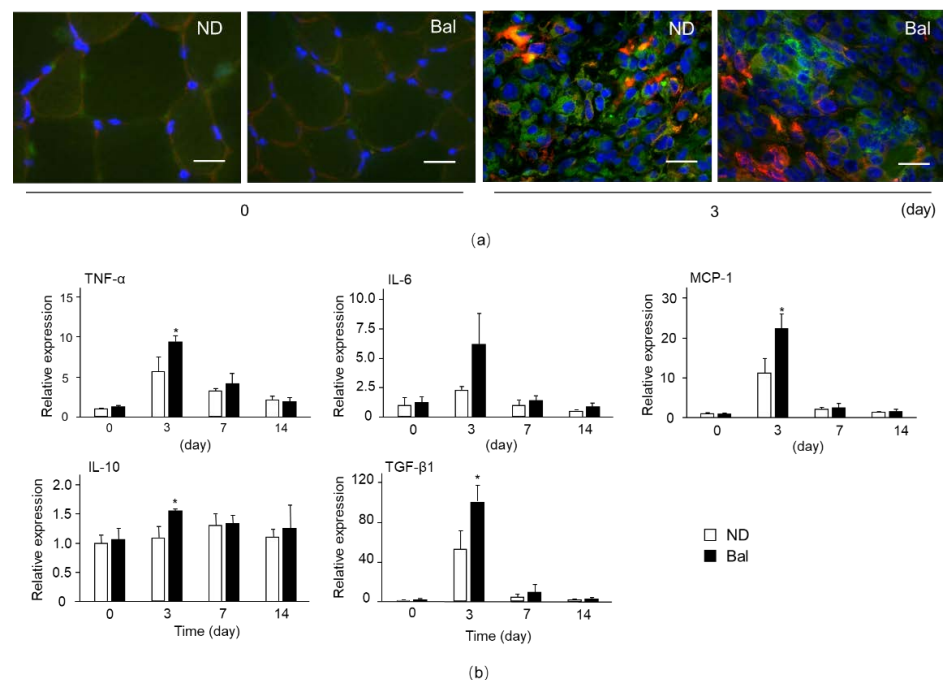 ND
Bal
ND
Bal
0
3
(day)
(a)
TNF-α
Relative expression
15
10
5
0
0 3 7 14
(day)
IL-6
Relative expression
10.0
7.5
5.0
2.5
0
0 3 7 14
(day)
MCP-1
Relative expression
30
20
10
0
0 3 7 14
(day)
*
*
IL-10
Relative expression
2.0
1.5
1.0
0.5
0
0 3 7 14
Time (day)
*
TGF-β1
Relative expression
120
80
40
0
0 3 7 14
Time (day)
*
ND
Bal
(b)